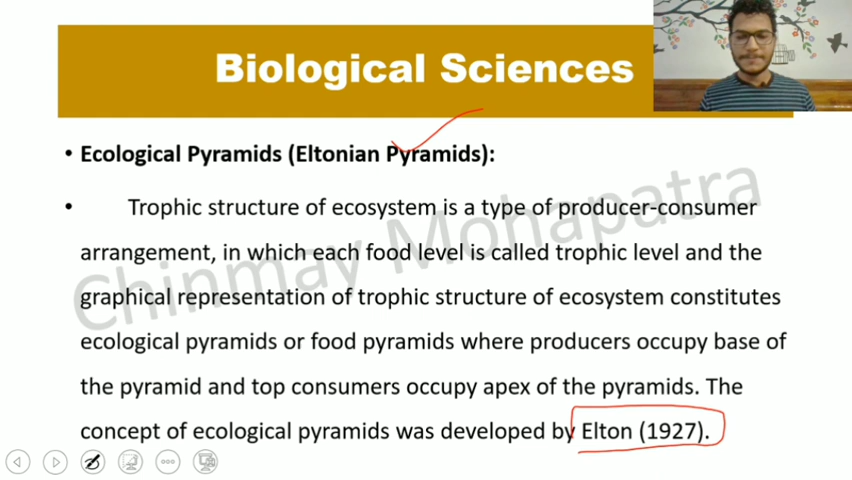 Biological Sciences
• Ecological Pyramids (Eltonian Pyramids):
• Trophic structure of ecosystem is a type of producer-consumer
arrangement, in which each food level is called trophic level and the
graphical representation of trophic structure of ecosystem constitutes
ecological pyramids or food pyramids where producers occupy base of
the pyramid and top consumers occupy apex of the pyramids. The
concept of ecological pyramids was developed by Elton (1927).
Chinmay Mohapatra